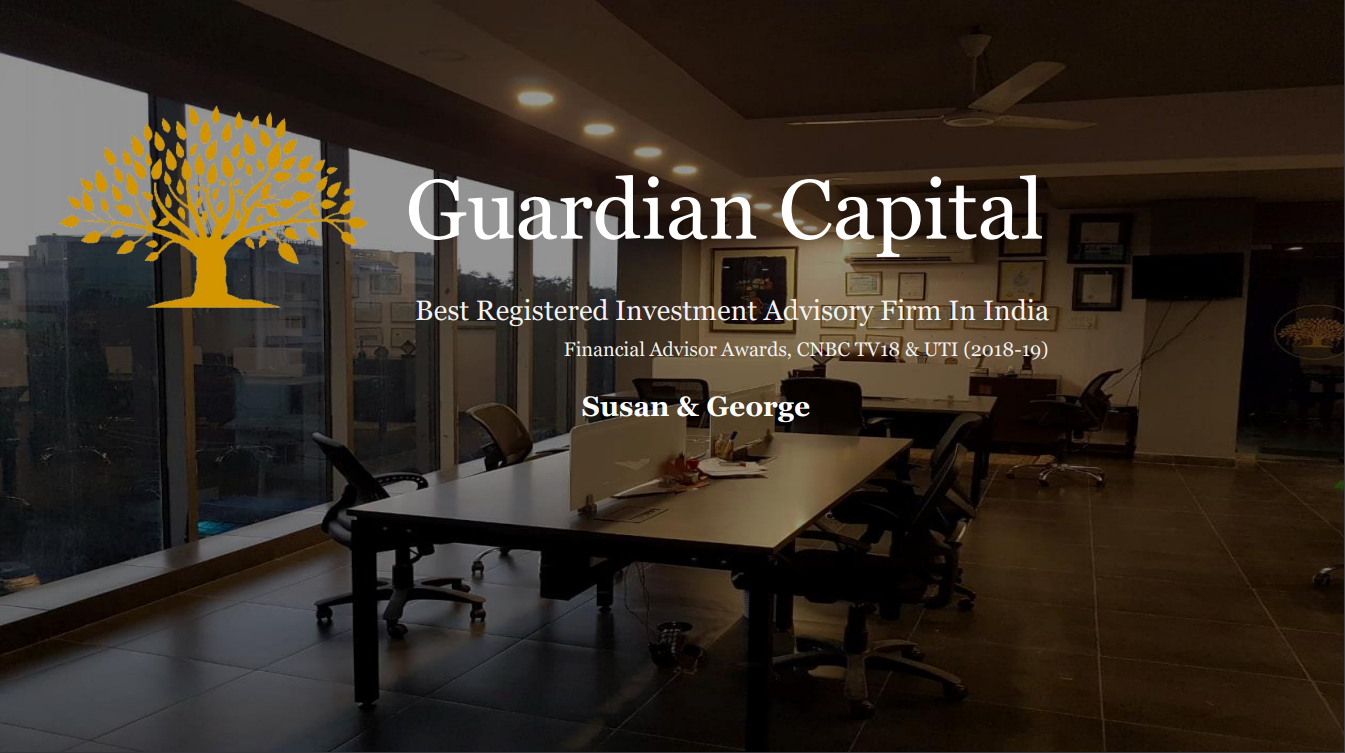 Guardian Capital
Best Registered Investment Advisory Firm In India
Financial Advisor Awards, CNBC TV18 & UTI (2018-19)
Susan & George